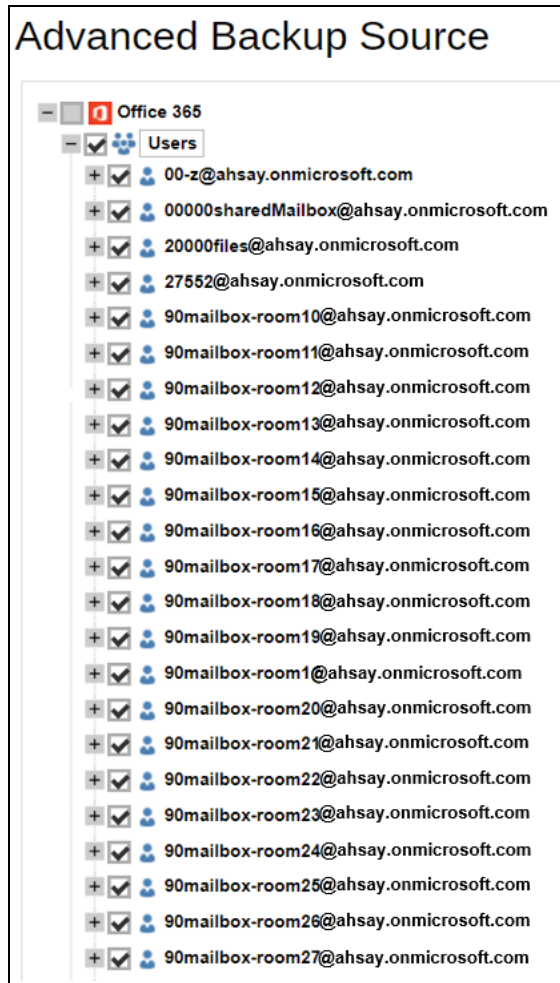 Advanced Backup Source
Office 365
Users
00-z@ahsay.onmicrosoft.com
00000sharedMailbox@ahsay.onmicrosoft.com
20000files@ahsay.onmicrosoft.com
27552@ahsay.onmicrosoft.com
90mailbox-room10@ahsay.onmicrosoft.com
90mailbox-room11@ahsay.onmicrosoft.com
90mailbox-room12@ahsay.onmicrosoft.com
90mailbox-room13@ahsay.onmicrosoft.com
90mailbox-room14@ahsay.onmicrosoft.com
90mailbox-room15@ahsay.onmicrosoft.com
90mailbox-room16@ahsay.onmicrosoft.com
90mailbox-room17@ahsay.onmicrosoft.com
90mailbox-room18@ahsay.onmicrosoft.com
90mailbox-room19@ahsay.onmicrosoft.com
90mailbox-room1@ahsay.onmicrosoft.com
90mailbox-room20@ahsay.onmicrosoft.com
90mailbox-room21@ahsay.onmicrosoft.com
90mailbox-room22@ahsay.onmicrosoft.com
90mailbox-room23@ahsay.onmicrosoft.com
90mailbox-room24@ahsay.onmicrosoft.com
90mailbox-room25@ahsay.onmicrosoft.com
90mailbox-room26@ahsay.onmicrosoft.com
90mailbox-room27@ahsay.onmicrosoft.com